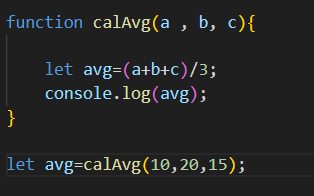 function calAvg(a , b, c){
let avg=(a+b+c)/3;
console.log(avg);
}
let avg=calAvg(10,20,15);